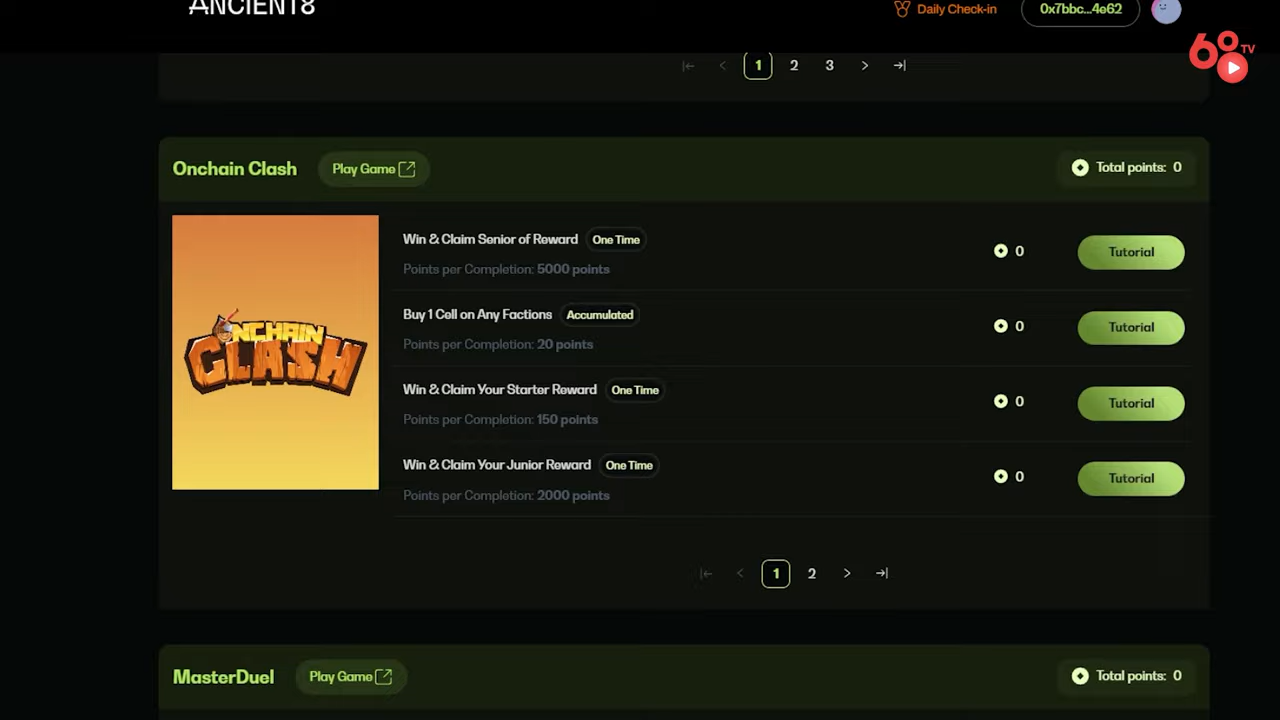 ANCIENT8
Daily Check-in
0x7bbc...4e62
60 TV
1 2 3
Onchain Clash
Play Game
Total points: 0
ONCHAIN
CLASH
Win & Claim Senior of Reward One Time
Points per Completion: 5000 points
0
Tutorial
Buy 1 Cell on Any Factions Accumulated
Points per Completion: 20 points
0
Tutorial
Win & Claim Your Starter Reward One Time
Points per Completion: 150 points
0
Tutorial
Win & Claim Your Junior Reward One Time
Points per Completion: 2000 points
0
Tutorial
1 2
MasterDuel
Play Game
Total points: 0